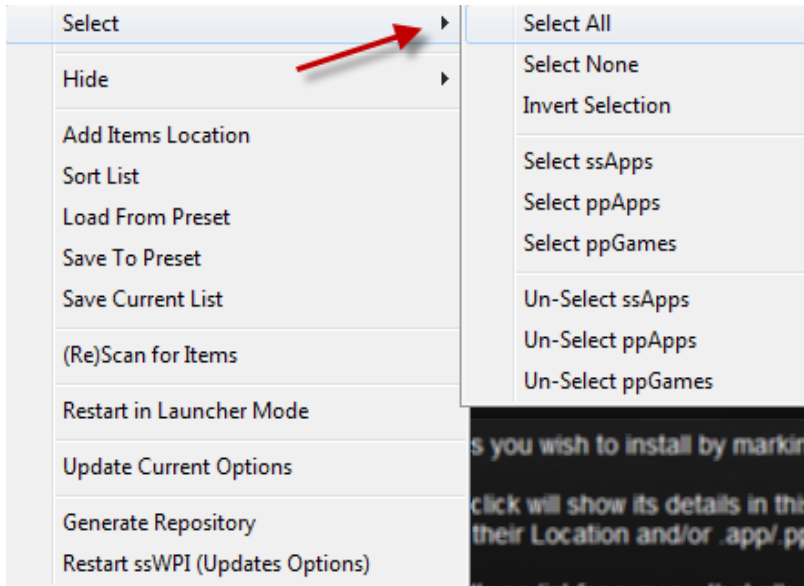 Select
Hide
Add Items Location
Sort List
Load From Preset
Save To Preset
Save Current List
(Re)Scan for Items
Restart in Launcher Mode
Update Current Options
Generate Repository
Restart ssWPI (Updates Options)
Select All
Select None
Invert Selection
Select ssApps
Select ppApps
Select ppGames
Un-Select ssApps
Un-Select ppApps
Un-Select ppGames
s you wish to install by markin
click will show its details in this
their Location and/or .app/.pp